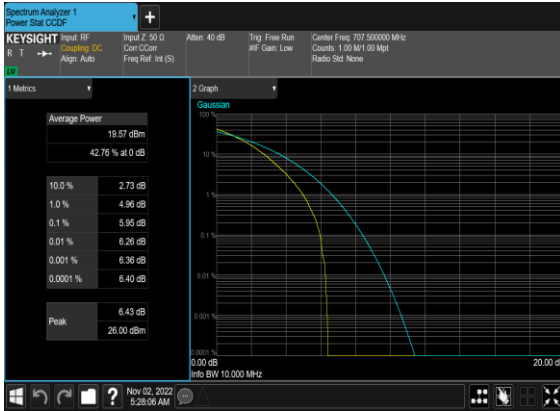 Spectrum Analyzer 1
Power Stat CCDF
+
KEYSIGHT
R T
Input: RF
Coupling: DC
Align: Auto
Input Z: 50 Ω
Corr CCorr
Freq Ref: Int (S)
Atten: 40 dB
Trig: Free Run
#IF Gain: Low
Center Freq: 707.500000 MHz
Counts: 1.00 M/1.00 Mpt
Radio Std: None
1 Metrics
Average Power
19.57 dBm
42.76 % at 0 dB
10.0 % 2.73 dB
1.0 % 4.96 dB
0.1 % 5.95 dB
0.01 % 6.26 dB
0.001 % 6.36 dB
0.0001 % 6.40 dB
Peak
6.43 dB
26.00 dBm
2 Graph
Gaussian
100 %
10 %
1 %
0.1 %
0.01 %
0.001 %
0.0001 %
0.00 dB 20.00 d
Info BW 10.000 MHz
?
Nov 02, 2022
5:28:06 AM